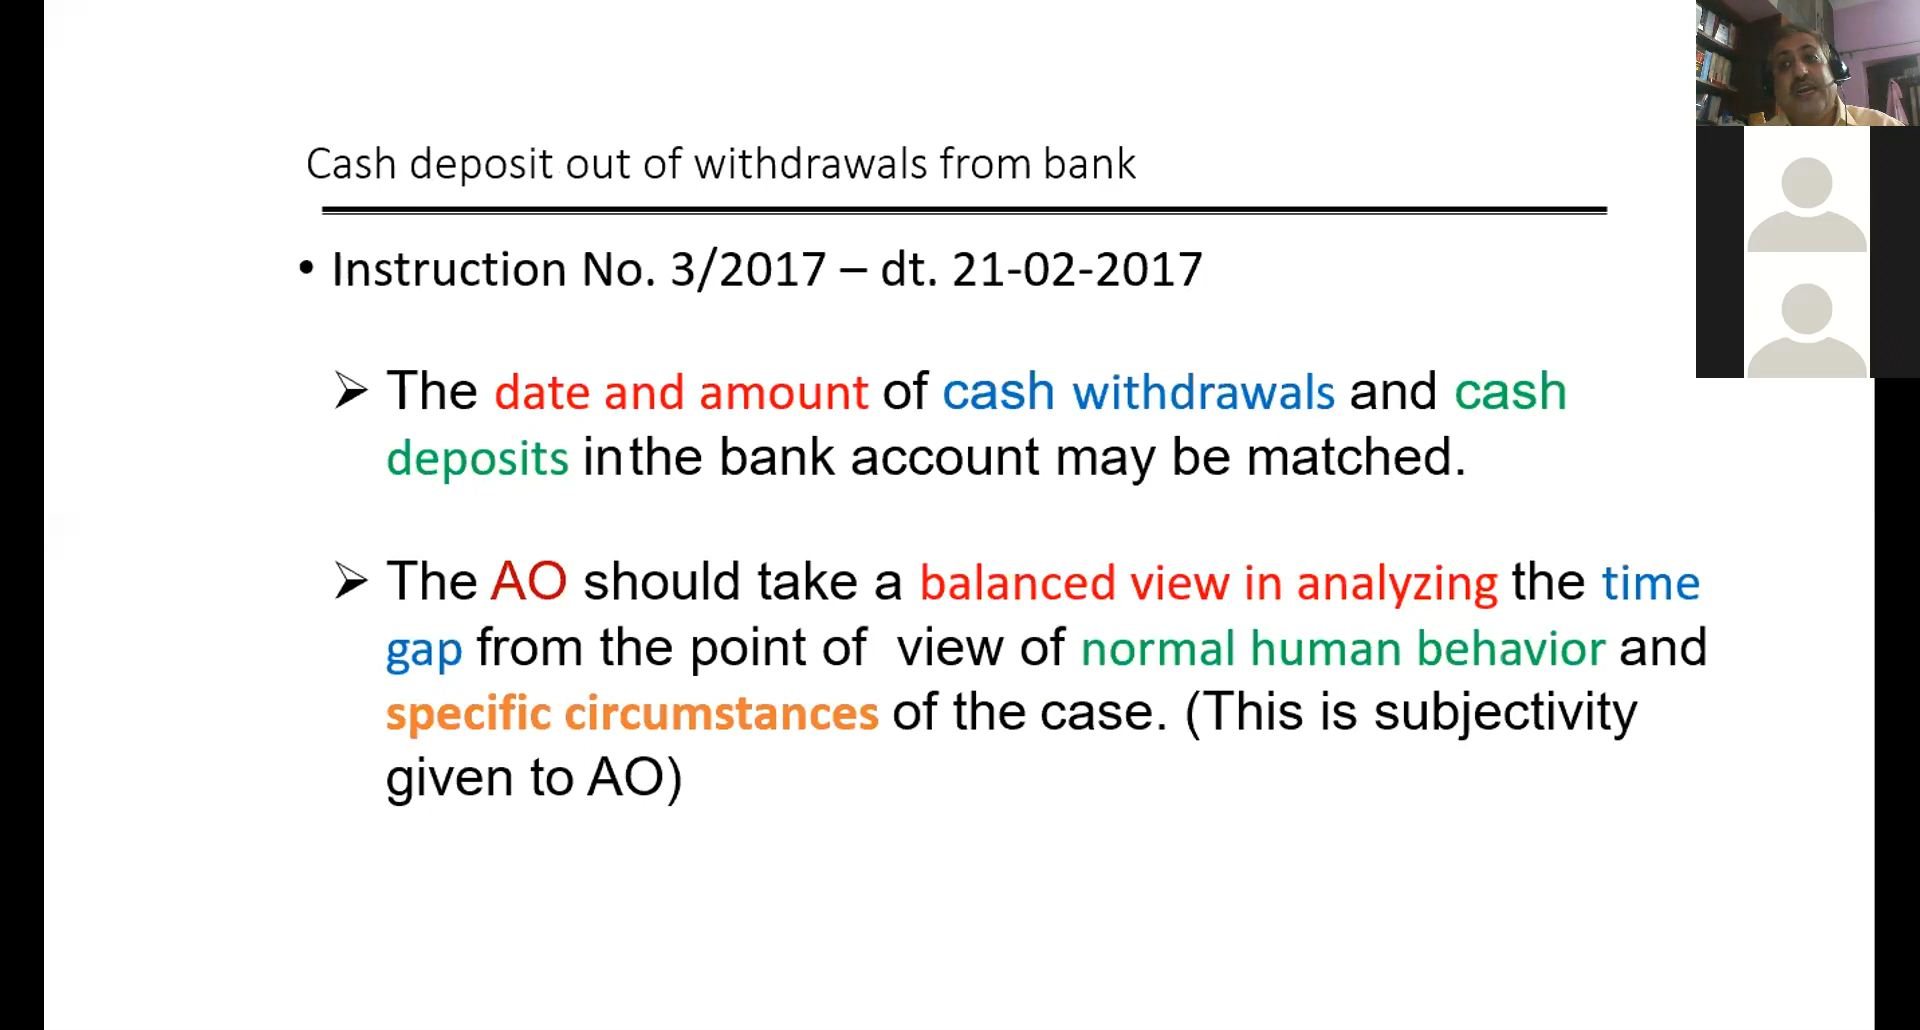 Cash deposit out of withdrawals from bank
• Instruction No. 3/2017 – dt. 21-02-2017
➢ The date and amount of cash withdrawals and cash
deposits inthe bank account may be matched.
➢ The AO should take a balanced view in analyzing the time
gap from the point of view of normal human behavior and
specific circumstances of the case. (This is subjectivity
given to AO)